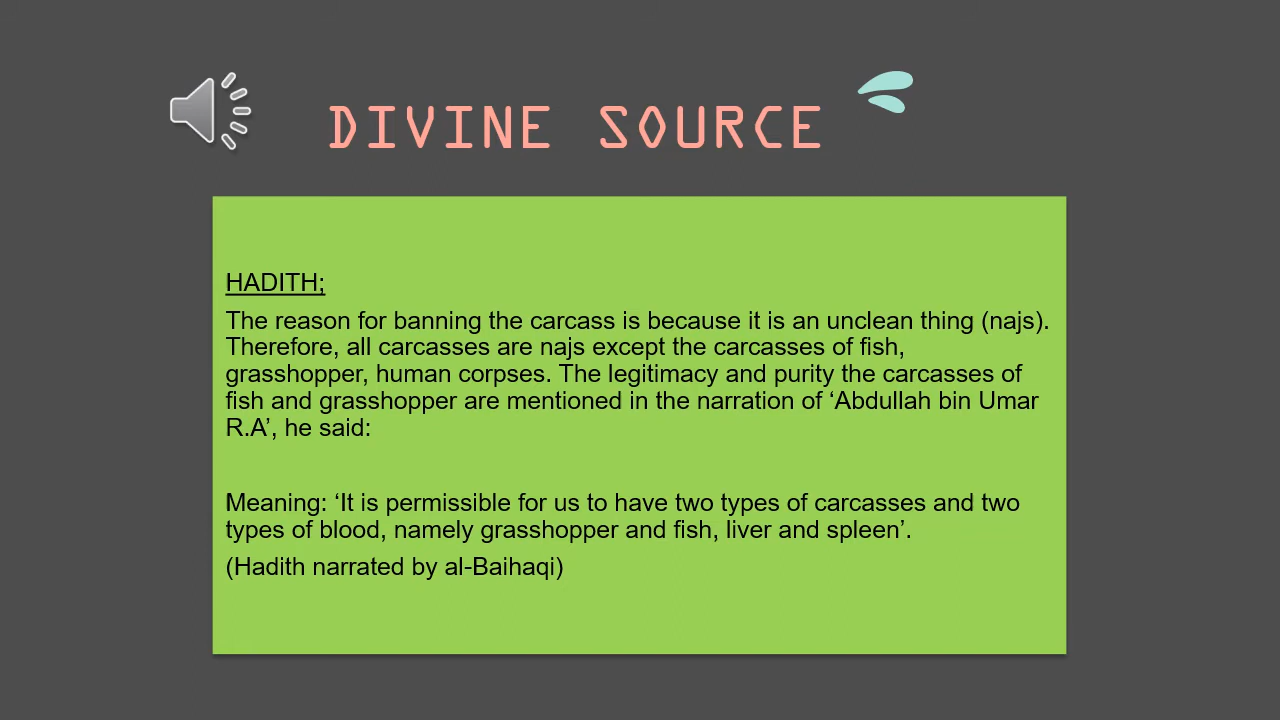 DIVINE SOURCE
HADITH;
The reason for banning the carcass is because it is an unclean thing (najs).
Therefore, all carcasses are najs except the carcasses of fish,
grasshopper, human corpses. The legitimacy and purity the carcasses of
fish and grasshopper are mentioned in the narration of ‘Abdullah bin Umar
R.A’, he said:
Meaning: ‘It is permissible for us to have two types of carcasses and two
types of blood, namely grasshopper and fish, liver and spleen’.
(Hadith narrated by al-Baihaqi)